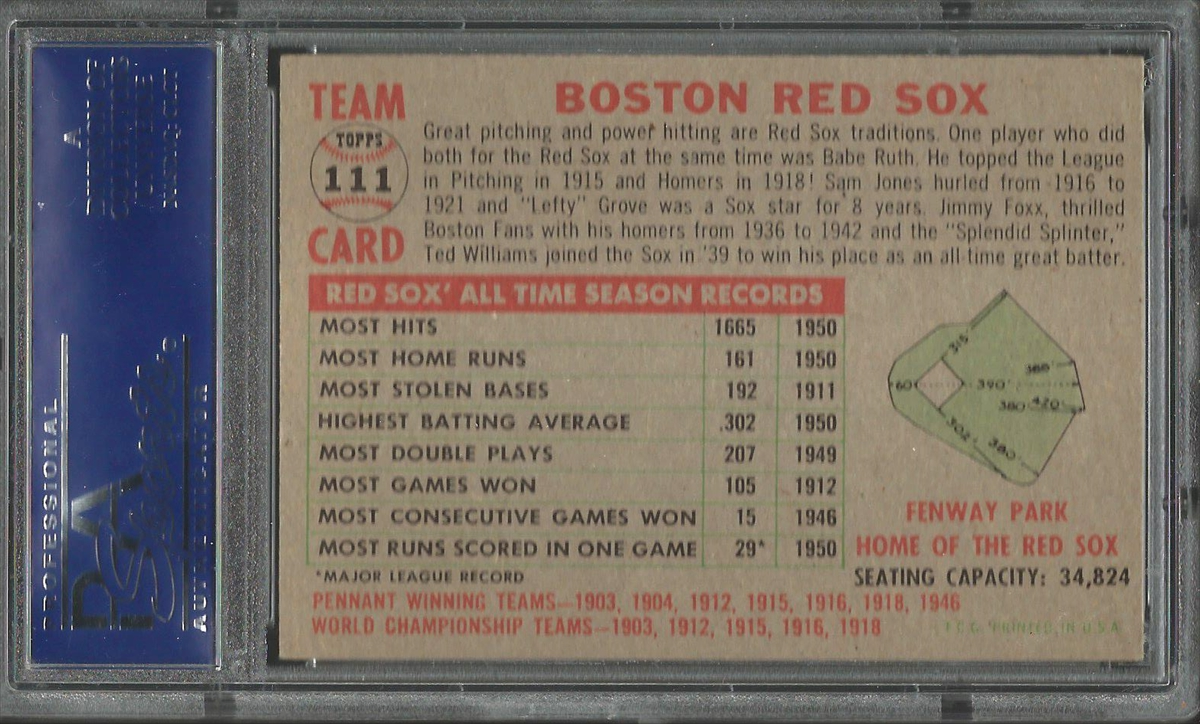 TEAM
TOPPS
111
CARD
BOSTON RED SOX
Great pitching and power hitting are Red Sox traditions. One player who did
both for the Red Sox at the same time was Babe Ruth. He topped the League
in Pitching in 1915 and Homers in 1918! Sam Jones hurled from 1916 to
1921 and "Lefty" Grove was a Sox star for 8 years. Jimmy Foxx, thrilled
Boston Fans with his homers from 1936 to 1942 and the "Splendid Splinter,"
Ted Williams joined the Sox in '39 to win his place as an all time great batter.
RED SOX' ALL TIME SEASON RECORDS
MOST HITS 1665 1950
MOST HOME RUNS 161 1950
MOST STOLEN BASES 192 1911
HIGHEST BATTING AVERAGE .302 1950
MOST DOUBLE PLAYS 207 1949
MOST GAMES WON 105 1912
MOST CONSECUTIVE GAMES WON 15 1946
MOST RUNS SCORED IN ONE GAME 29* 1950
*MAJOR LEAGUE RECORD
PENNANT WINNING TEAMS—1903, 1904, 1912, 1915, 1916, 1918, 1946
WORLD CHAMPIONSHIP TEAMS—1903, 1912, 1915, 1916, 1918
315'
380'
60'
390'
420'
380'
302'
380'
FENWAY PARK
HOME OF THE RED SOX
SEATING CAPACITY: 34,824
T.C.G. PRINTED IN U.S.A.
PROFESSIONAL
PSA
AUTHENTICATER
A